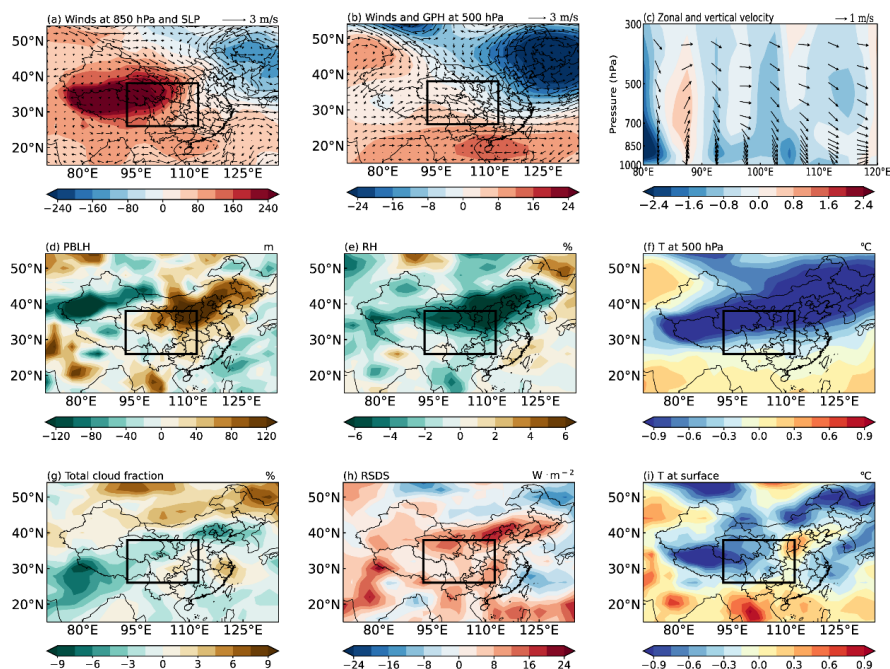 (a) Winds at 850 hPa and SLP 3 m/s
(b) Winds and GPH at 500 hPa 3 m/s
(c) Zonal and vertical velocity 1 m/s
50°N 40°N 30°N 20°N
50°N 40°N 30°N 20°N
Pressure (hPa)
300 500 700 850 1000
80°E 95°E 110°E 125°E
80°E 95°E 110°E 125°E
80°E 90°E 100°E 110°E 120°E
−240 −160 −80 0 80 160 240
−24 −16 −8 0 8 16 24
−2.4 −1.6 −0.8 0.0 0.8 1.6 2.4
(d) PBLH m
(e) RH %
(f) T at 500 hPa °C
50°N 40°N 30°N 20°N
50°N 40°N 30°N 20°N
50°N 40°N 30°N 20°N
80°E 95°E 110°E 125°E
80°E 95°E 110°E 125°E
80°E 95°E 110°E 125°E
−120 −80 −40 0 40 80 120
−6 −4 −2 0 2 4 6
−0.9 −0.6 −0.3 0.0 0.3 0.6 0.9
(g) Total cloud fraction %
(h) RSDS W·m⁻²
(i) T at surface °C
50°N 40°N 30°N 20°N
50°N 40°N 30°N 20°N
50°N 40°N 30°N 20°N
80°E 95°E 110°E 125°E
80°E 95°E 110°E 125°E
80°E 95°E 110°E 125°E
−9 −6 −3 0 3 6 9
−24 −16 −8 0 8 16 24
−0.9 −0.6 −0.3 0.0 0.3 0.6 0.9